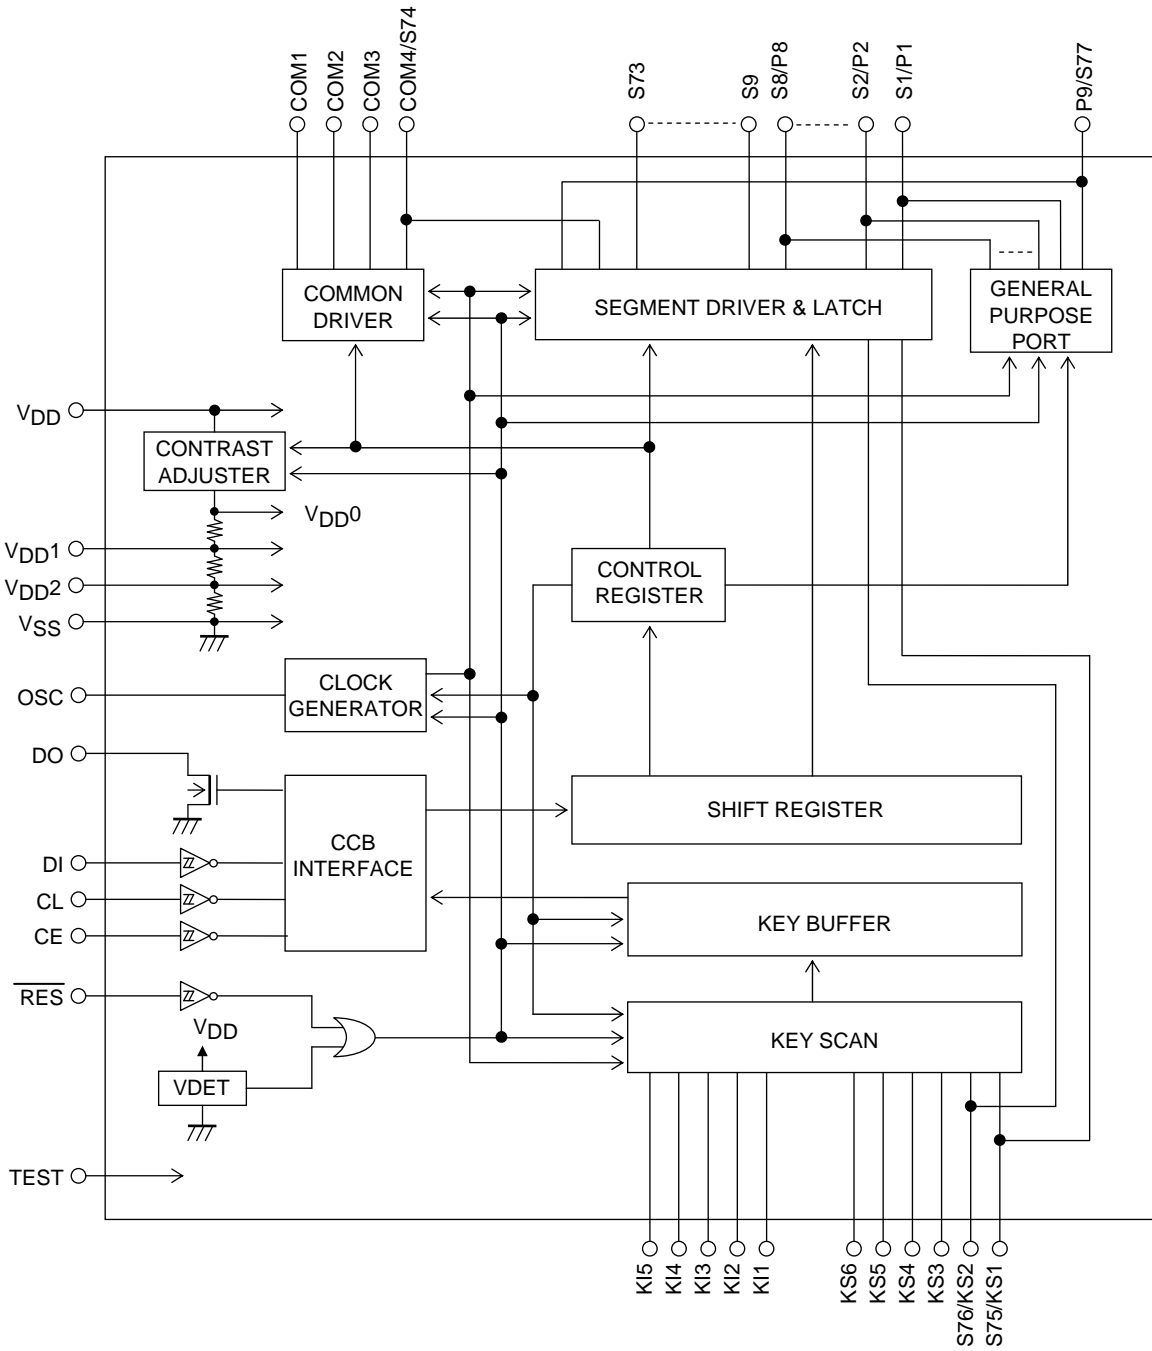 COM1
COM2
COM3
COM4/S74
S73
S9
S8/P8
S2/P2
S1/P1
P9/S77
COMMON
DRIVER
SEGMENT DRIVER & LATCH
GENERAL
PURPOSE
PORT
VDD
CONTRAST
ADJUSTER
VDD0
VDD1
VDD2
VSS
CONTROL
REGISTER
OSC
CLOCK
GENERATOR
DO
CCB
INTERFACE
SHIFT REGISTER
DI
CL
CE
KEY BUFFER
RES
VDD
VDET
KEY SCAN
TEST
KI5
KI4
KI3
KI2
KI1
KS6
KS5
KS4
KS3
S76/KS2
S75/KS1